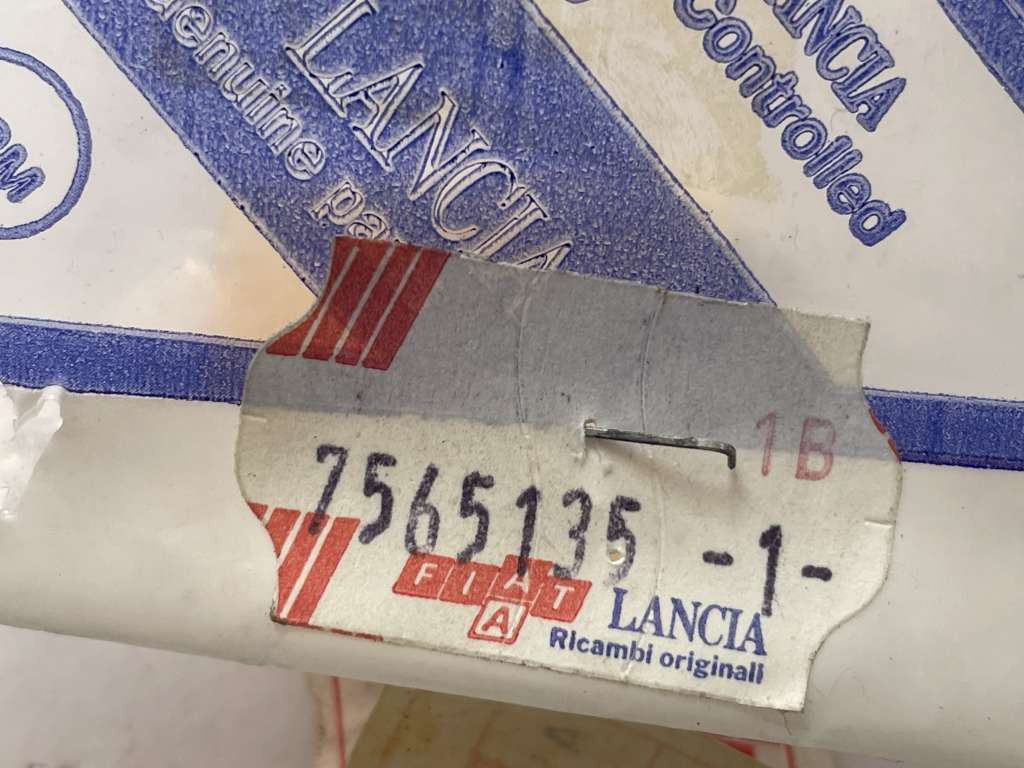 LANCIA
Genuine pa
LANCIA
Controlled
1B
7565135 -1-
FIAT
A
LANCIA
Ricambi originali